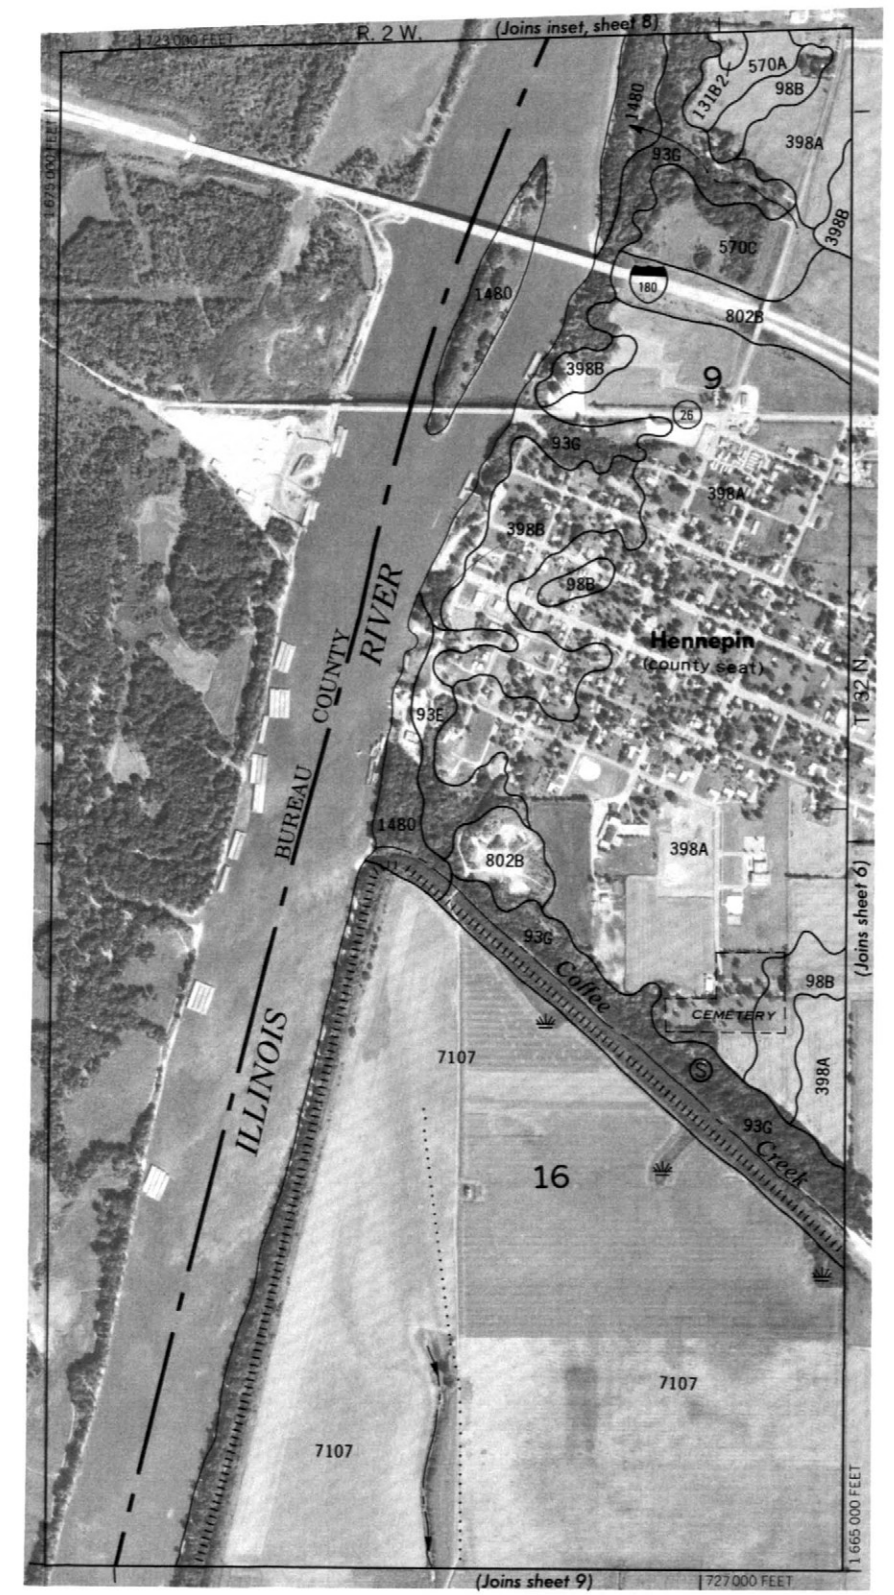 723 000 FEET
R. 2 W.
(Joins inset, sheet 8)
1 675 000 FEET
1480
131B2
570A
98B
398A
93G
398B
570C
180
802B
1480
398B
9
26
93G
398A
398B
98B
RIVER
Hennepin
(county seat)
T. 32 N.
COUNTY
93E
BUREAU
1480
802B
398A
(Joins sheet 6)
93G
Coffee
98B
CEMETERY
ILLINOIS
7107
S
398A
93G
Creek
16
7107
7107
1 665 000 FEET
(Joins sheet 9)
727 000 FEET